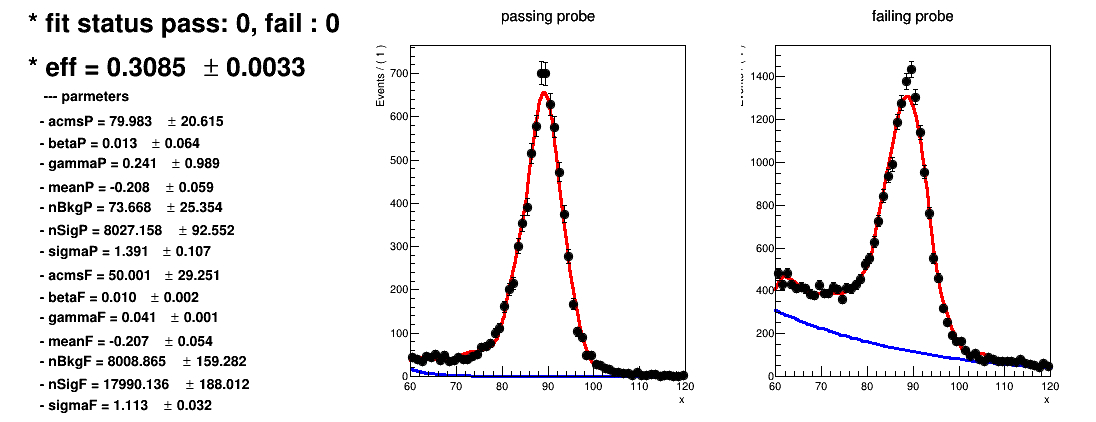 * fit status pass: 0, fail : 0
* eff = 0.3085 ± 0.0033
--- parmeters
- acmsP = 79.983 ± 20.615
- betaP = 0.013 ± 0.064
- gammaP = 0.241 ± 0.989
- meanP = -0.208 ± 0.059
- nBkgP = 73.668 ± 25.354
- nSigP = 8027.158 ± 92.552
- sigmaP = 1.391 ± 0.107
- acmsF = 50.001 ± 29.251
- betaF = 0.010 ± 0.002
- gammaF = 0.041 ± 0.001
- meanF = -0.207 ± 0.054
- nBkgF = 8008.865 ± 159.282
- nSigF = 17990.136 ± 188.012
- sigmaF = 1.113 ± 0.032
passing probe
Events / ( 1 )
700
600
500
400
300
200
100
0
60 70 80 90 100 110 120
x
failing probe
Events / ( 1 )
1400
1200
1000
800
600
400
200
0
60 70 80 90 100 110 120
x